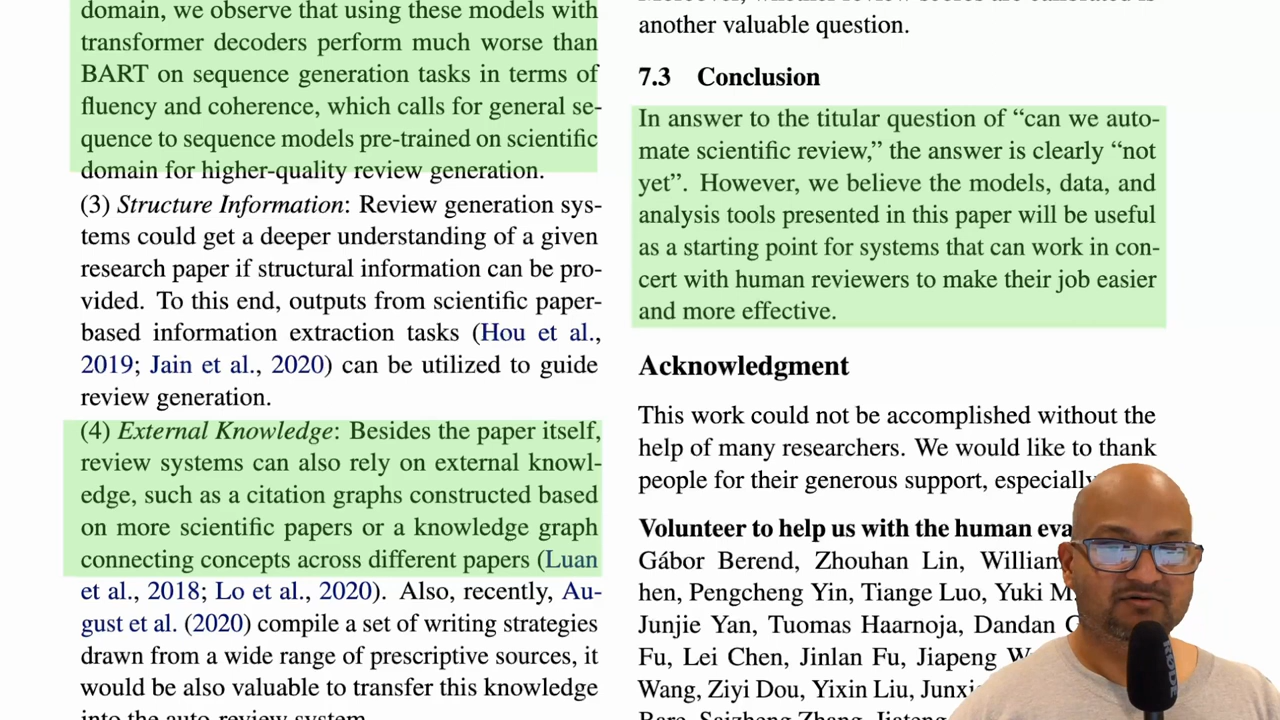 domain, we observe that using these models with
transformer decoders perform much worse than
BART on sequence generation tasks in terms of
fluency and coherence, which calls for general se-
quence to sequence models pre-trained on scientific
domain for higher-quality review generation.
(3) Structure Information: Review generation sys-
tems could get a deeper understanding of a given
research paper if structural information can be pro-
vided. To this end, outputs from scientific paper-
based information extraction tasks (Hou et al.,
2019; Jain et al., 2020) can be utilized to guide
review generation.
(4) External Knowledge: Besides the paper itself,
review systems can also rely on external knowl-
edge, such as a citation graphs constructed based
on more scientific papers or a knowledge graph
connecting concepts across different papers (Luan
et al., 2018; Lo et al., 2020). Also, recently, Au-
gust et al. (2020) compile a set of writing strategies
drawn from a wide range of prescriptive sources, it
would be also valuable to transfer this knowledge
into the auto-review system.
another valuable question.
7.3 Conclusion
In answer to the titular question of “can we auto-
mate scientific review,” the answer is clearly “not
yet”. However, we believe the models, data, and
analysis tools presented in this paper will be useful
as a starting point for systems that can work in con-
cert with human reviewers to make their job easier
and more effective.
Acknowledgment
This work could not be accomplished without the
help of many researchers. We would like to thank
people for their generous support, especially
Volunteer to help us with the human eva
Gábor Berend, Zhouhan Lin, William
hen, Pengcheng Yin, Tiange Luo, Yuki M
Junjie Yan, Tuomas Haarnoja, Dandan
Fu, Lei Chen, Jinlan Fu, Jiapeng
Wang, Ziyi Dou, Yixin Liu, Junxi
RODE